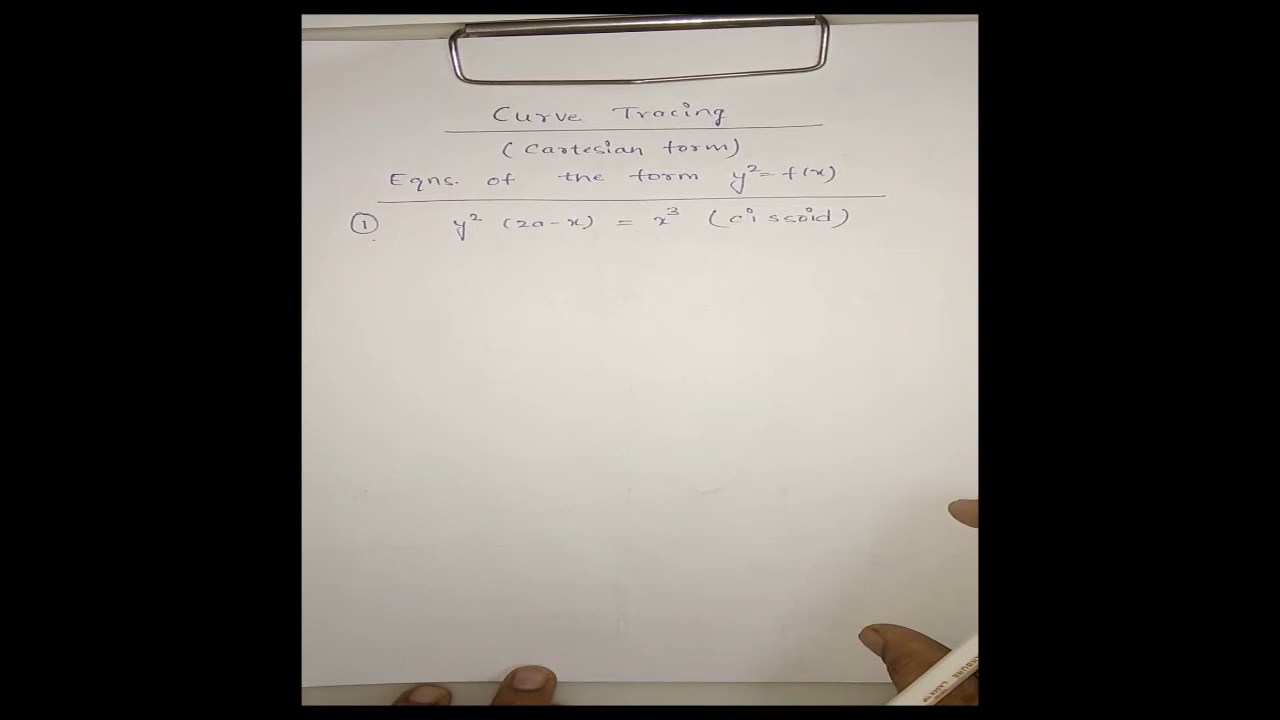 Curve Tracing
(Cartesian form)
Eqns. of the form y² = f(x)
① y² (2a-x) = x³ (cissoid)